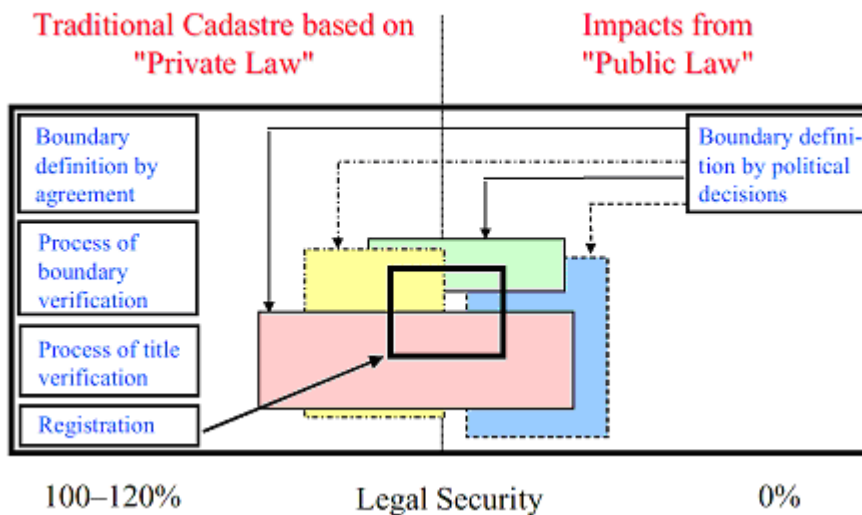 Traditional Cadastre based on
"Private Law"
Impacts from
"Public Law"
Boundary
definition by
agreement
Process of
boundary
verification
Process of title
verification
Registration
Boundary defini-
tion by political
decisions
100–120%
Legal Security
0%